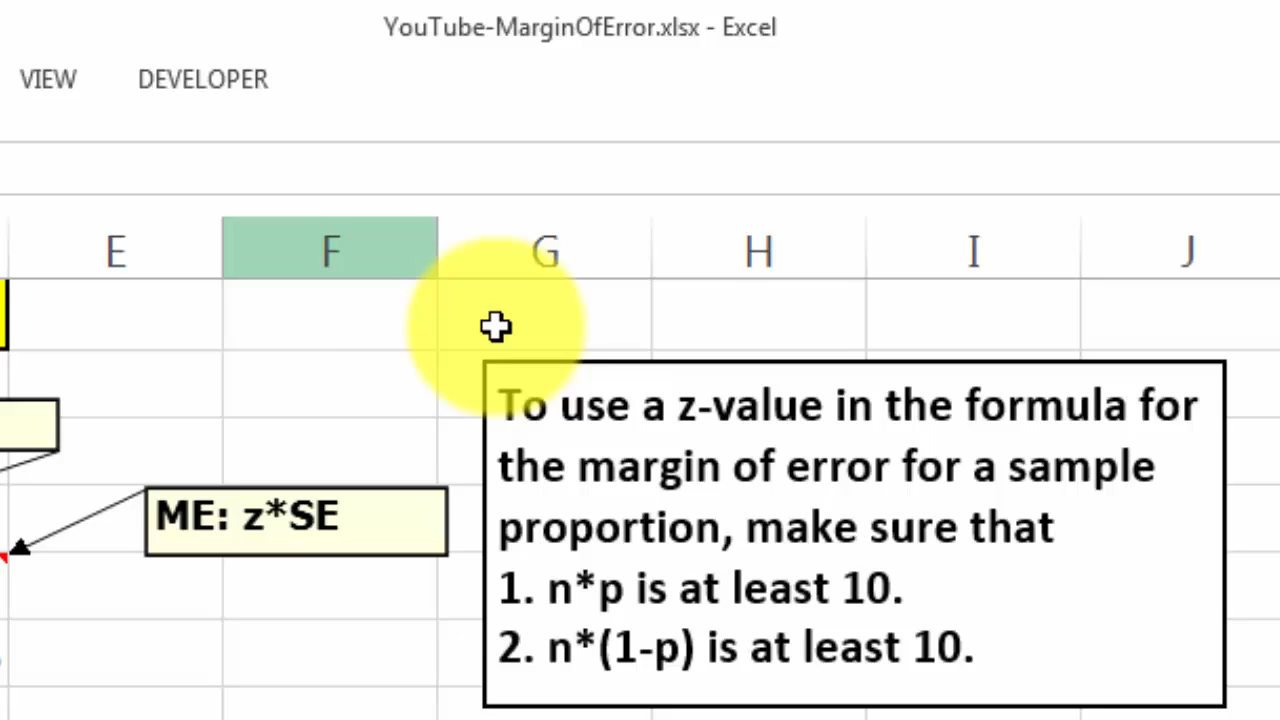 YouTube-MarginOfError.xlsx - Excel
VIEW DEVELOPER
E F G H I J
To use a z-value in the formula for
the margin of error for a sample
proportion, make sure that
1. n*p is at least 10.
2. n*(1-p) is at least 10.
ME: z*SE